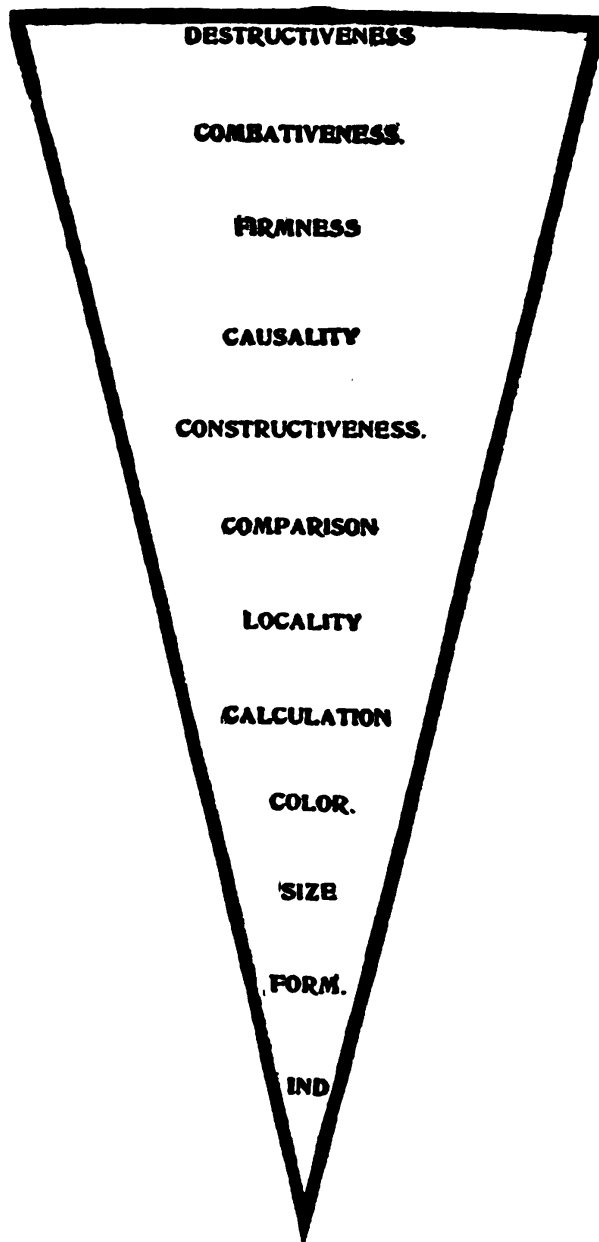 DESTRUCTIVENESS
COMBATIVENESS.
FIRMNESS
CAUSALITY
CONSTRUCTIVENESS.
COMPARISON
LOCALITY
CALCULATION
COLOR.
SIZE
FORM.
IND